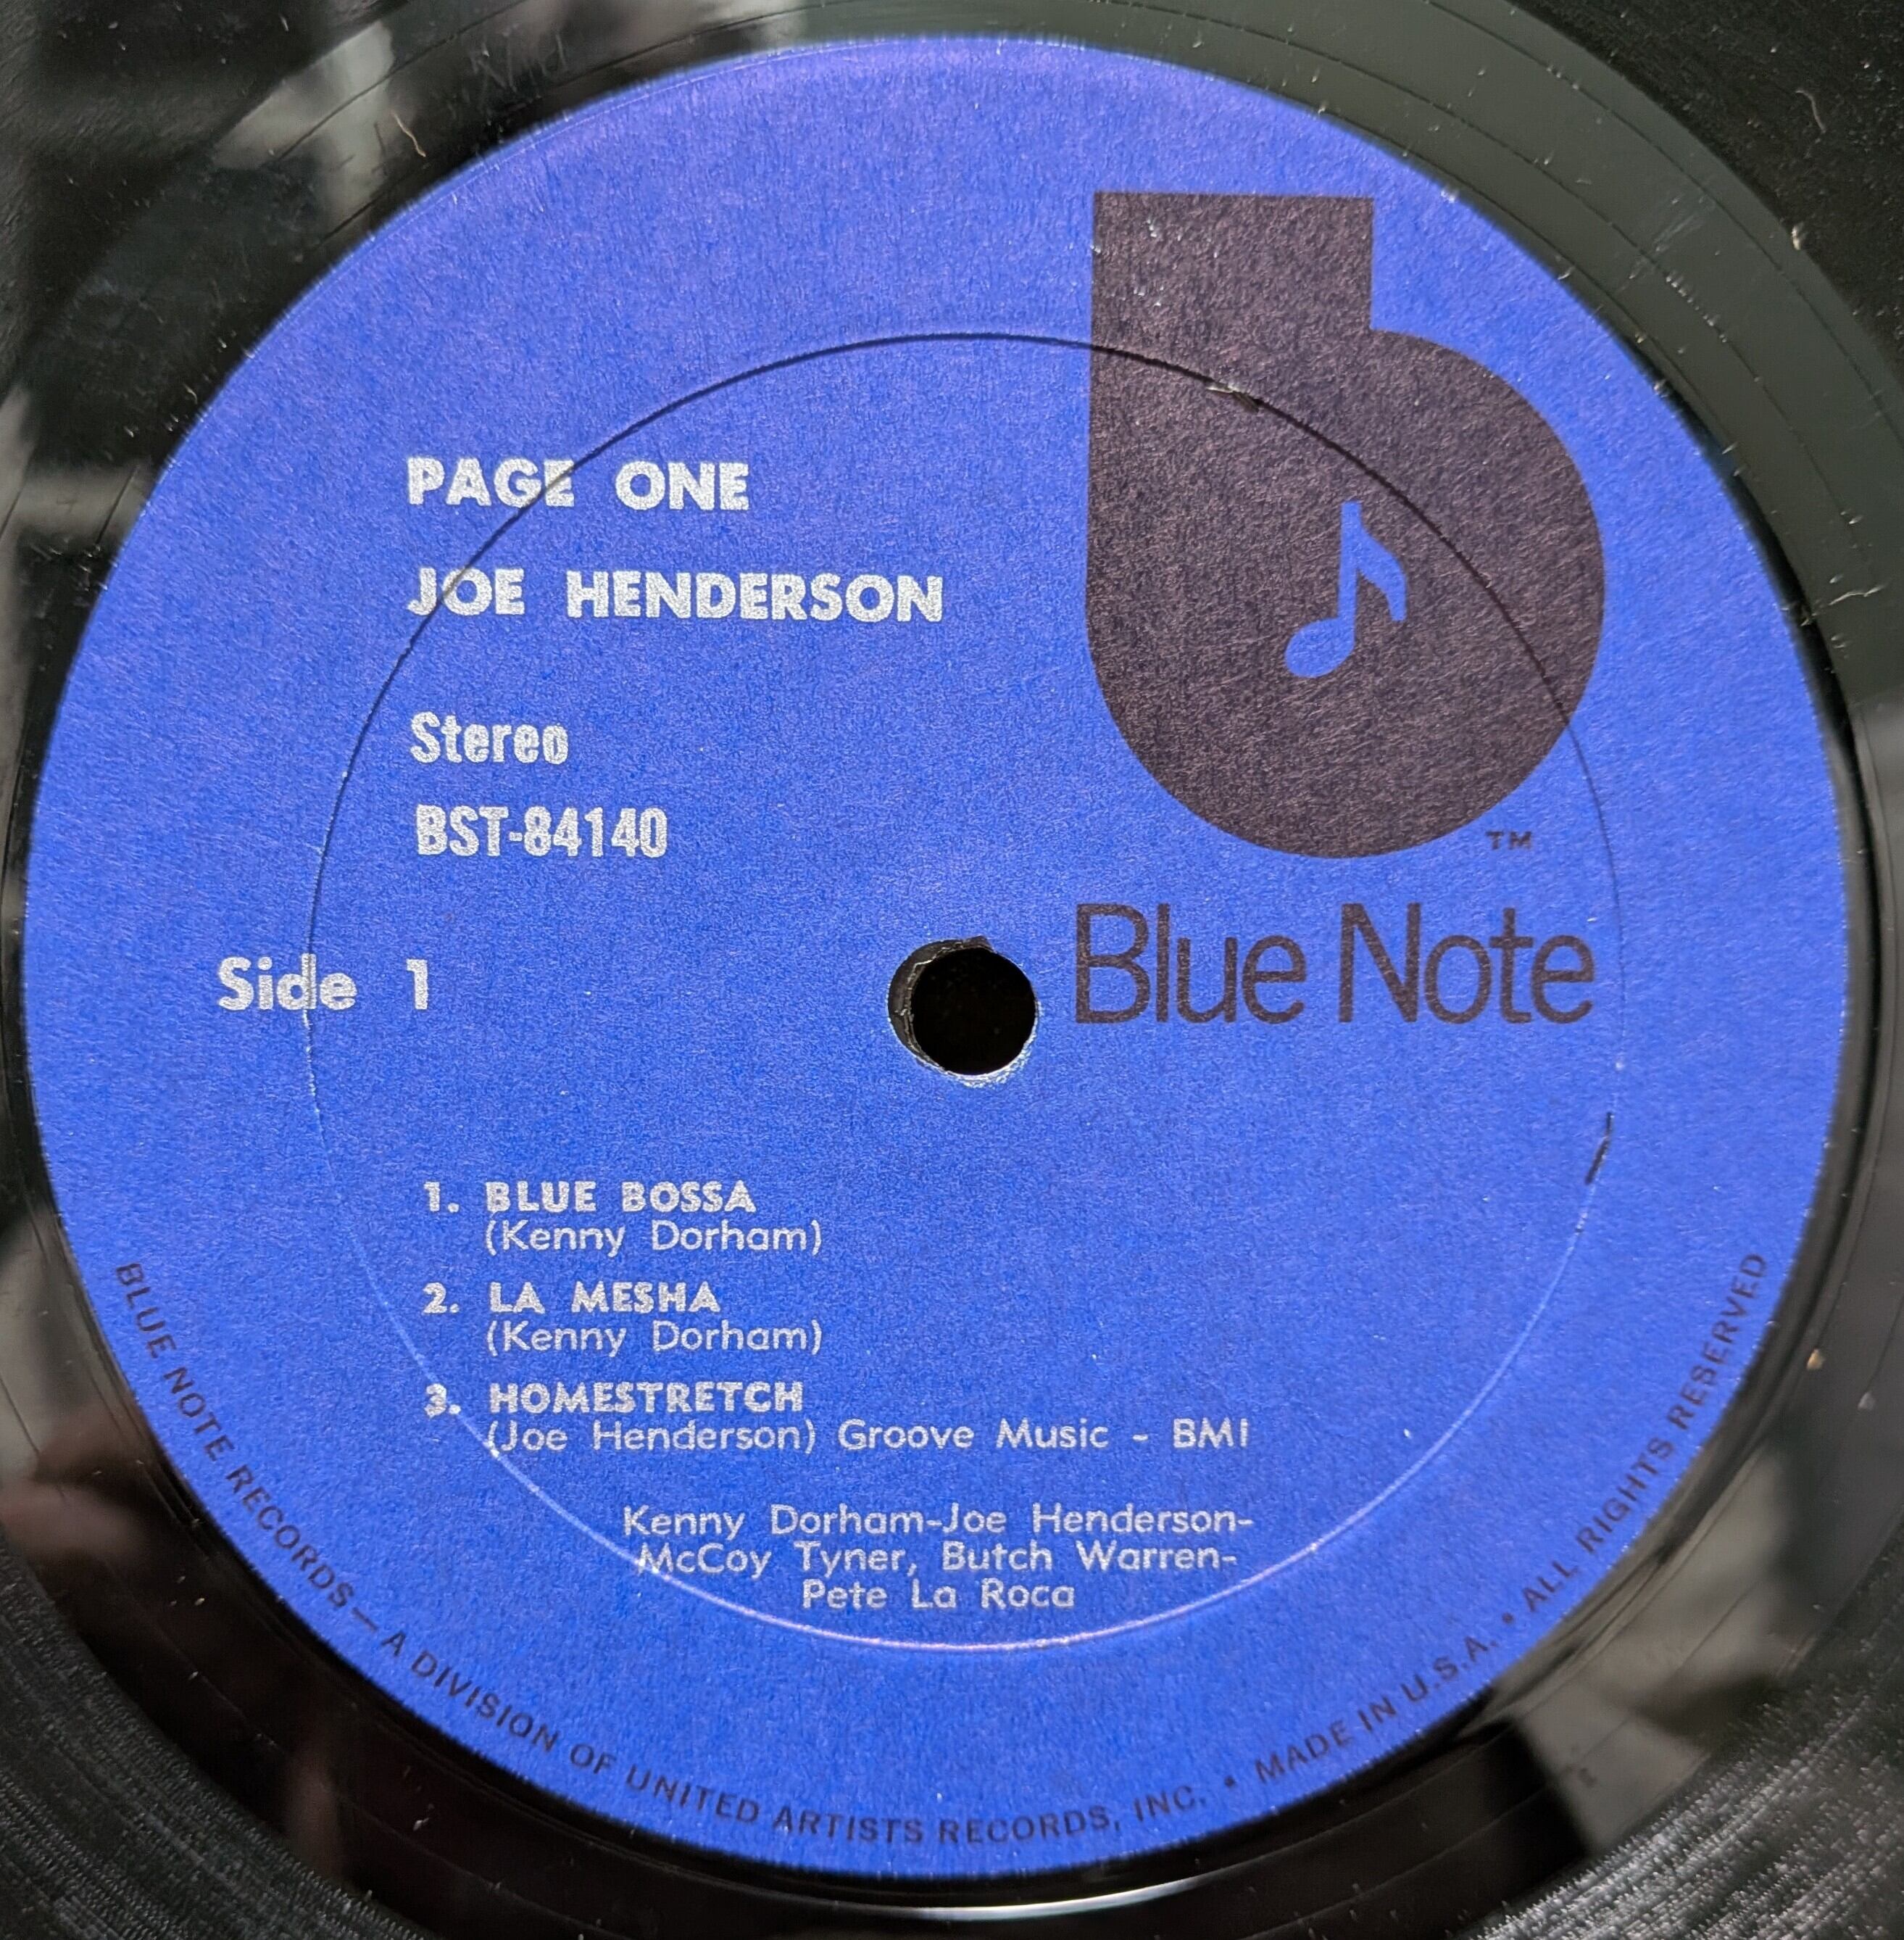 PAGE ONE
JOE HENDERSON
Stereo
BST-84140
TM
Blue Note
Side 1
1. BLUE BOSSA
(Kenny Dorham)
2. LA MESHA
(Kenny Dorham)
3. HOMESTRETCH
(Joe Henderson) Groove Music - BMI
Kenny Dorham-Joe Henderson-
McCoy Tyner, Butch Warren-
Pete La Roca
BLUE NOTE RECORDS — A DIVISION OF UNITED ARTISTS RECORDS, INC. • MADE IN U.S.A. • ALL RIGHTS RESERVED